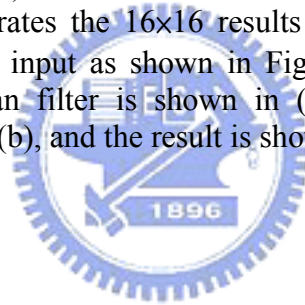 rates the 16×16 results
input as shown in Fig
an filter is shown in (
(b), and the result is sho
1896